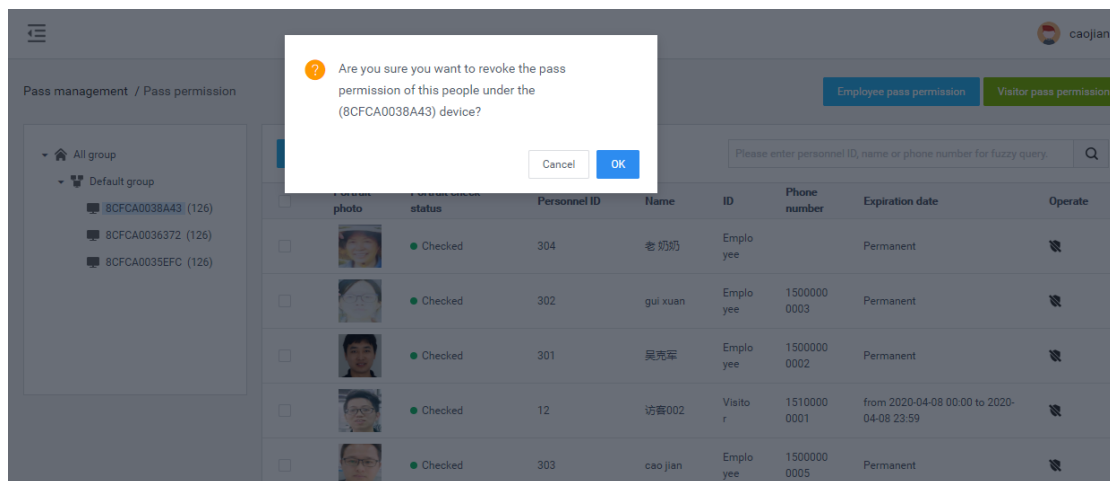 caojian
Are you sure you want to revoke the pass
permission of this people under the
(8CFCA0038A43) device?
Cancel
OK
Pass management / Pass permission
Employee pass permission
Visitor pass permission
All group
Default group
8CFCA0038A43 (126)
8CFCA0036372 (126)
8CFCA0035EFC (126)
Please enter personnel ID, name or phone number for fuzzy query.
Portrait photo
Portrait check status
Personnel ID
Name
ID
Phone number
Expiration date
Operate
Checked 304 老 奶奶 Emplo
yee
Permanent
Checked 302 gui xuan Emplo
yee
1500000
0003
Permanent
Checked 301 吴克军 Emplo
yee
1500000
0002
Permanent
Checked 12 访客002 Visito
r
1510000
0001
from 2020-04-08 00:00 to 2020-
04-08 23:59
Checked 303 cao jian Emplo
yee
1500000
0005
Permanent